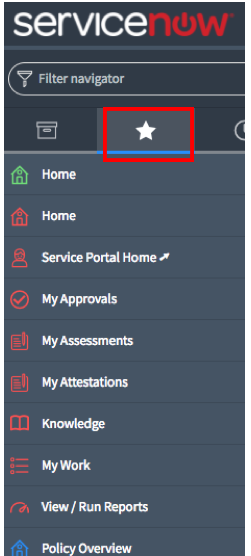 servicenow
Filter navigator
Home
Home
Service Portal Home
My Approvals
My Assessments
My Attestations
Knowledge
My Work
View / Run Reports
Policy Overview